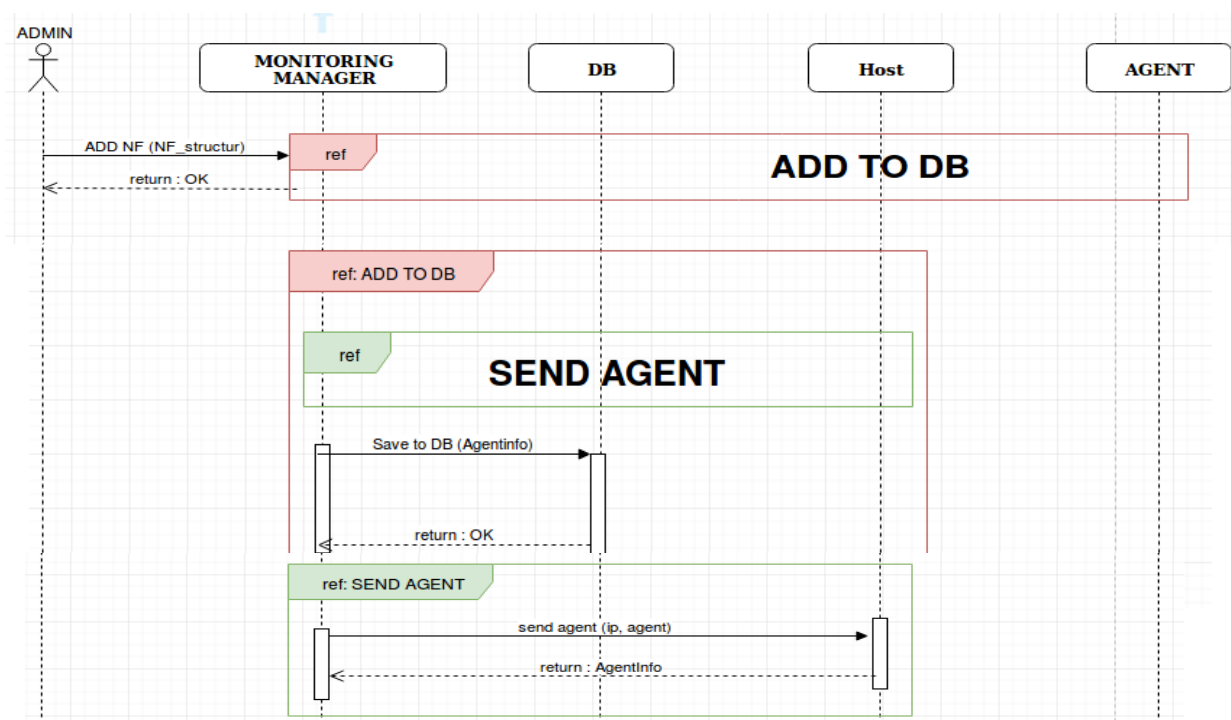 ADMIN
MONITORING
MANAGER
DB
Host
AGENT
ADD NF (NF_structur)
ref
ADD TO DB
return : OK
ref: ADD TO DB
ref
SEND AGENT
Save to DB (Agentinfo)
return : OK
ref: SEND AGENT
send agent (ip, agent)
return : AgentInfo